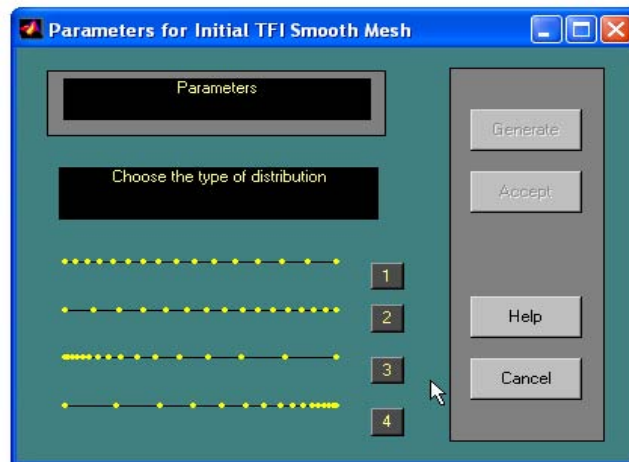 Parameters for Initial TFI Smooth Mesh
Parameters
Choose the type of distribution
1
2
3
4
Generate
Accept
Help
Cancel